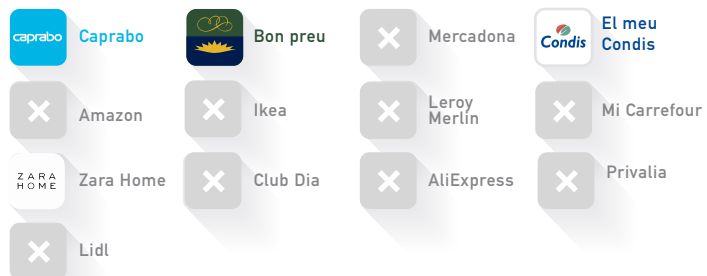 caprabo
Caprabo
Bon preu
Mercadona
Condis
El meu
Condis
Amazon
Ikea
Leroy
Merlin
Mi Carrefour
ZARA
HOME
Zara Home
Club Dia
AliExpress
Privalia
Lidl